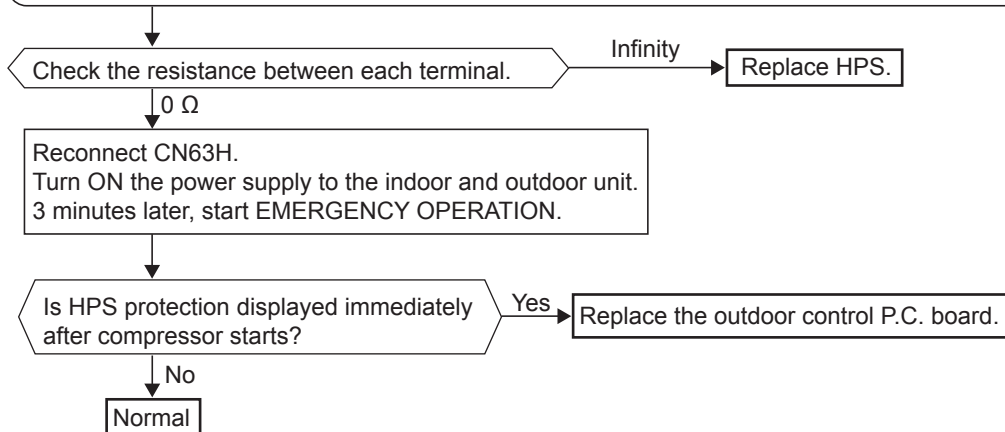 Check the resistance between each terminal.
Infinity
Replace HPS.
0 Ω
Reconnect CN63H.
Turn ON the power supply to the indoor and outdoor unit.
3 minutes later, start EMERGENCY OPERATION.
Is HPS protection displayed immediately
after compressor starts?
Yes
Replace the outdoor control P.C. board.
No
Normal